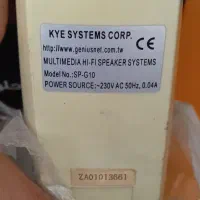 KYE SYSTEMS CORP.
http://www.geniusnet.com.tw
MULTIMEDIA HI-FI SPEAKER SYSTEMS
Model No.:SP-G10
POWER SOURCE:~230V AC 50Hz, 0.04A
CE
ZA01013661